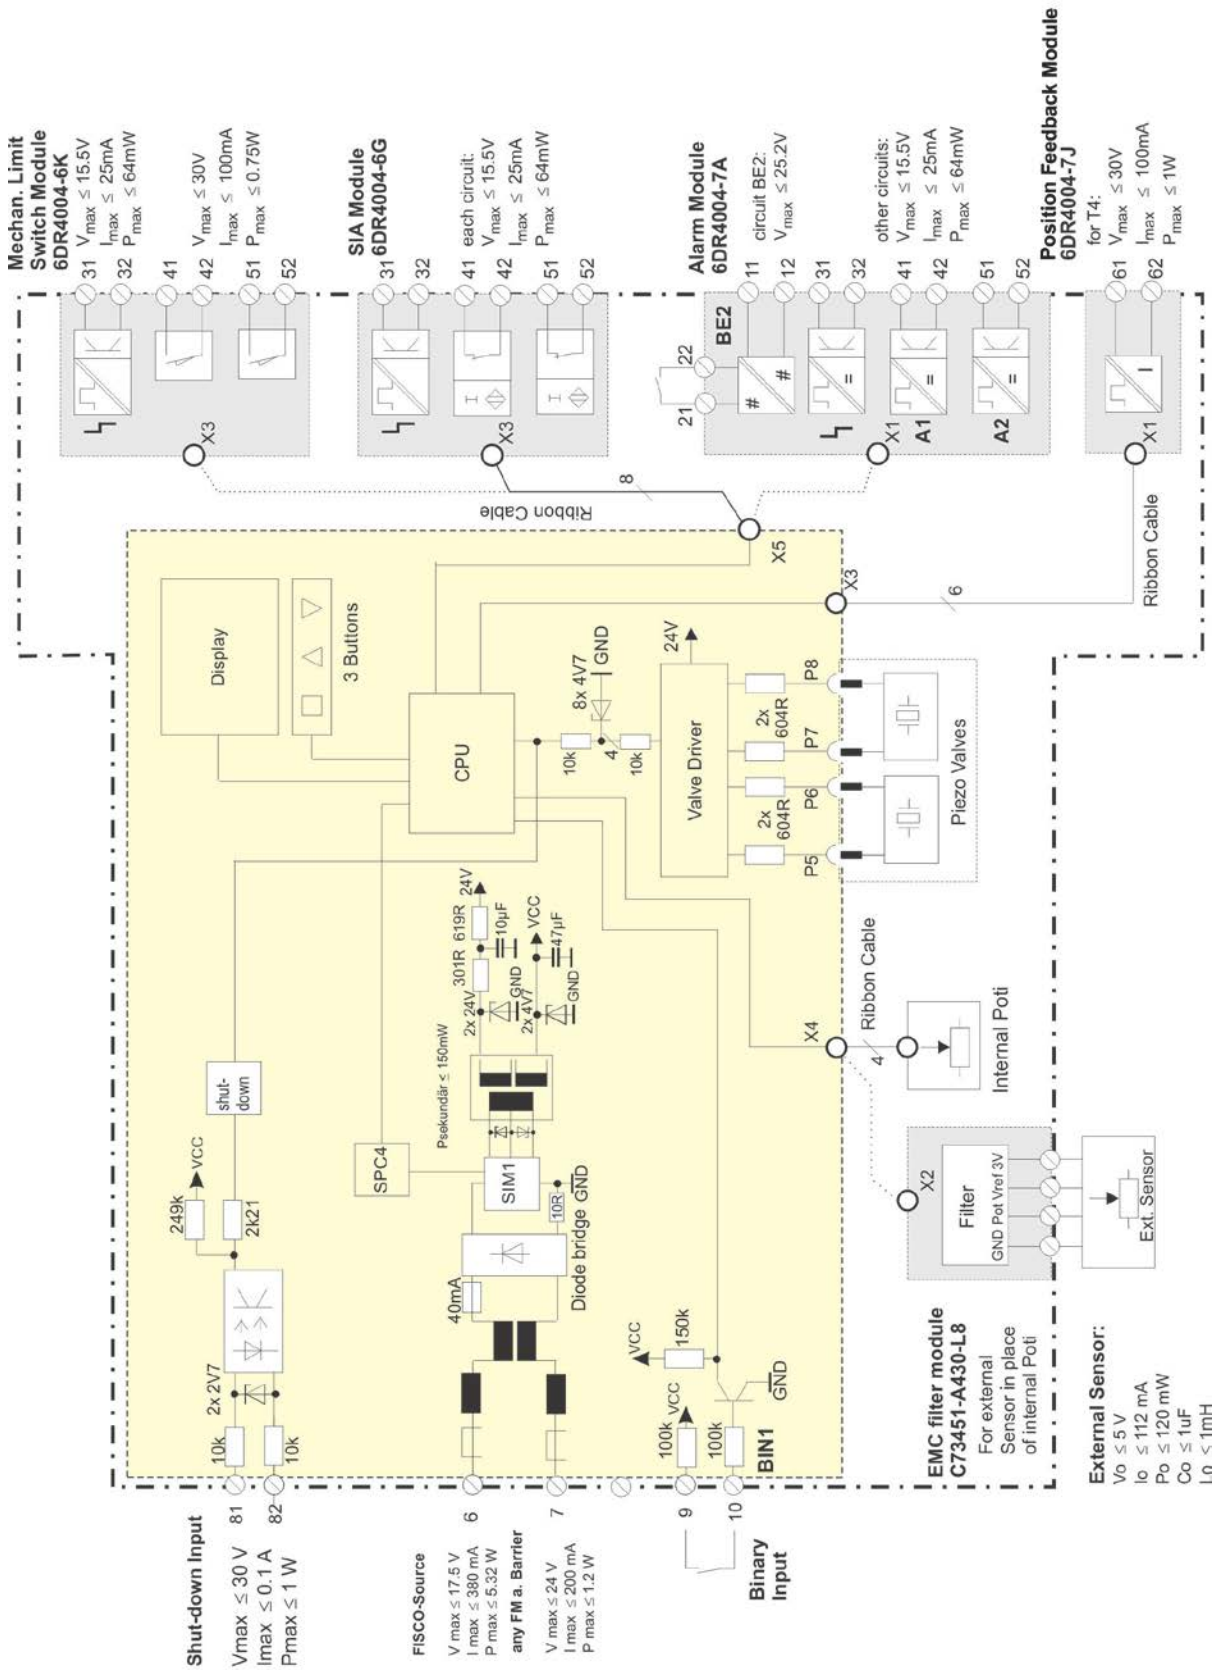 Mechan. Limit
Switch Module
6DR4004-6K
31
32
41
42
51
52
Vmax ≤ 15.5V
Imax ≤ 25mA
Pmax ≤ 64mW
Vmax ≤ 30V
Imax ≤ 100mA
Pmax ≤ 0.75W
X3
SIA Module
6DR4004-6G
31
32
41
42
51
52
each circuit:
Vmax ≤ 15.5V
Imax ≤ 25mA
Pmax ≤ 64mW
X3
I
I
Alarm Module
6DR4004-7A
11
12
31
32
41
42
51
52
circuit BE2:
Vmax ≤ 25.2V
other circuits:
Vmax ≤ 15.5V
Imax ≤ 25mA
Pmax ≤ 64mW
21
22
BE2
#
#
=
=
=
X1
A1
A2
Position Feedback Module
6DR4004-7J
for T4:
Vmax ≤ 30V
Imax ≤ 100mA
Pmax ≤ 1W
61
62
I
X1
Ribbon Cable
8
X5
X3
6
Ribbon Cable
Display
3 Buttons
CPU
10k
4
10k
8x 4V7
GND
Valve Driver
24V
2x
604R
2x
604R
P5
P6
P7
P8
Piezo Valves
shut-
down
VCC
249k
2k21
2x 2V7
10k
10k
81
82
Shut-down Input
Vmax ≤ 30 V
Imax ≤ 0.1 A
Pmax ≤ 1 W
SPC4
SIM1
Psekundär ≤ 150mW
2x 24V
301R
619R
24V
10µF
GND
2x 4V7
VCC
47µF
GND
40mA
10R
Diode bridge
GND
6
7
FISCO-Source
V max ≤ 17.5 V
I max ≤ 380 mA
P max ≤ 5.32 W
any FM a. Barrier
V max ≤ 24 V
I max ≤ 200 mA
P max ≤ 1.2 W
VCC
150k
100k
VCC
100k
GND
BIN1
9
10
Binary
Input
X4
Ribbon Cable
4
Internal Poti
X2
Filter
GND Pot Vref 3V
Ext. Sensor
EMC filter module
C73451-A430-L8
For external
Sensor in place
of internal Poti
External Sensor:
Vo ≤ 5 V
Io ≤ 112 mA
Po ≤ 120 mW
Co ≤ 1uF
Lo ≤ 1mH